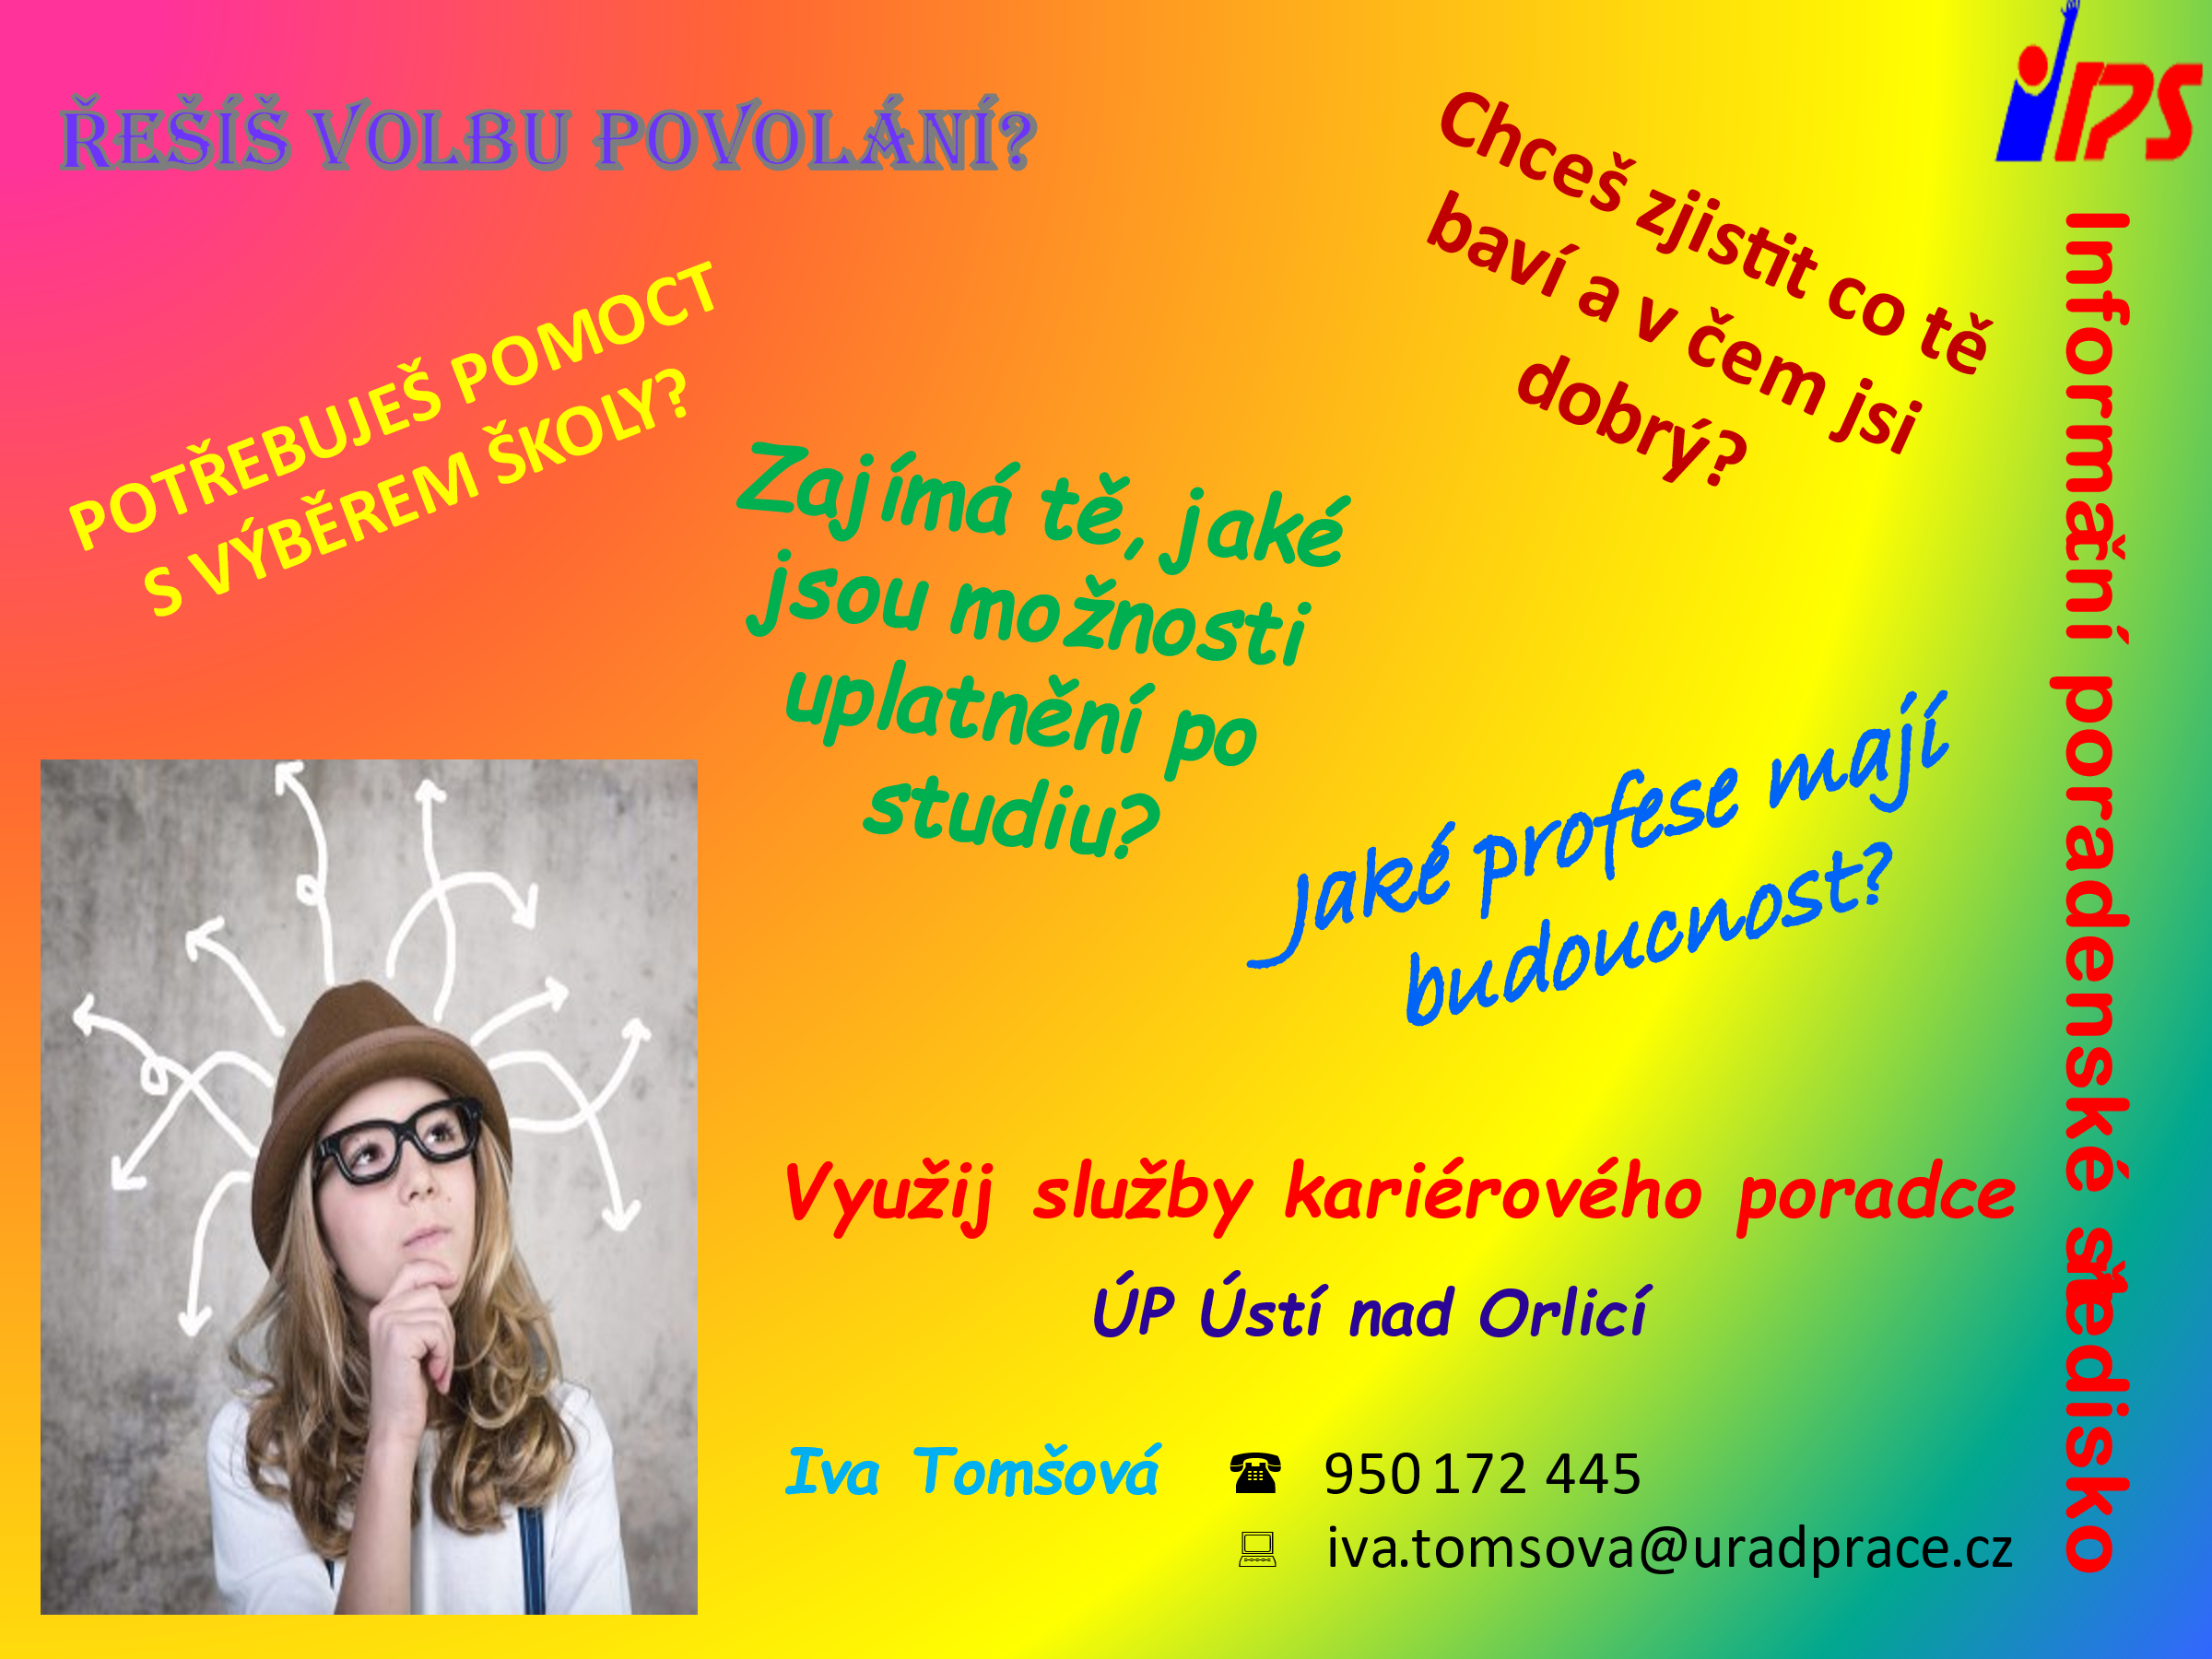 ŘEŠÍŠ VOLBU POVOLÁNÍ?
IPS
Chceš zjistit co tě
baví a v čem jsi
dobrý?
POTŘEBUJEŠ POMOCT
S VÝBĚREM ŠKOLY?
Zajímá tě, jaké
jsou možnosti
uplatnění po
studiu?
Jaké profese mají
budoucnost?
Využij služby kariérového poradce
ÚP Ústí nad Orlicí
Iva Tomšová ☎ 950 172 445
iva.tomsova@uradprace.cz
Informační poradenské středisko